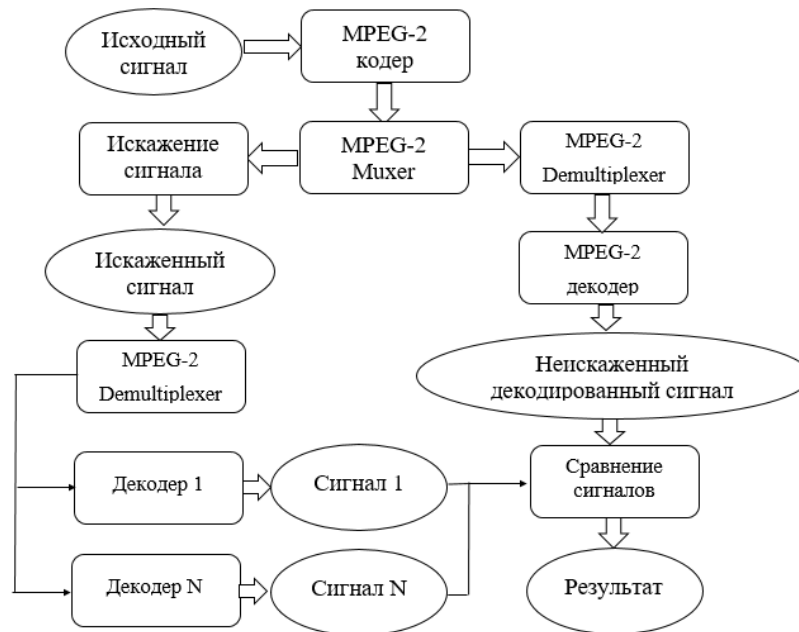 Исходный
сигнал
MPEG-2
кодер
Искажение
сигнала
MPEG-2
Muxer
MPEG-2
Demultiplexer
Искаженный
сигнал
MPEG-2
декодер
MPEG-2
Demultiplexer
Неискаженный
декодированный сигнал
Декодер 1
Сигнал 1
Сравнение
сигналов
Декодер N
Сигнал N
Результат